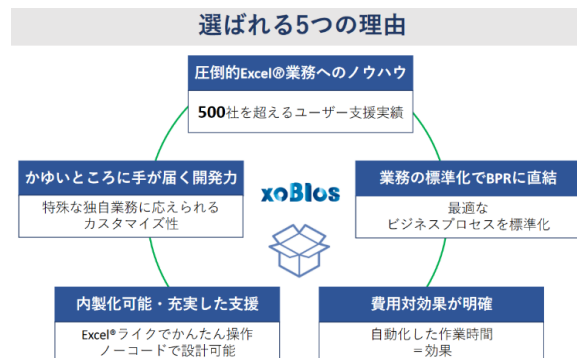 選ばれる5つの理由
圧倒的Excel®業務へのノウハウ
500社を超えるユーザー支援実績
かゆいところに手が届く開発力
特殊な独自業務に応えられる
カスタマイズ性
業務の標準化でBPRに直結
最適な
ビジネスプロセスを標準化
xoBlos
内製化可能・充実した支援
Excel®ライクでかんたん操作
ノーコードで設計可能
費用対効果が明確
自動化した作業時間
＝効果